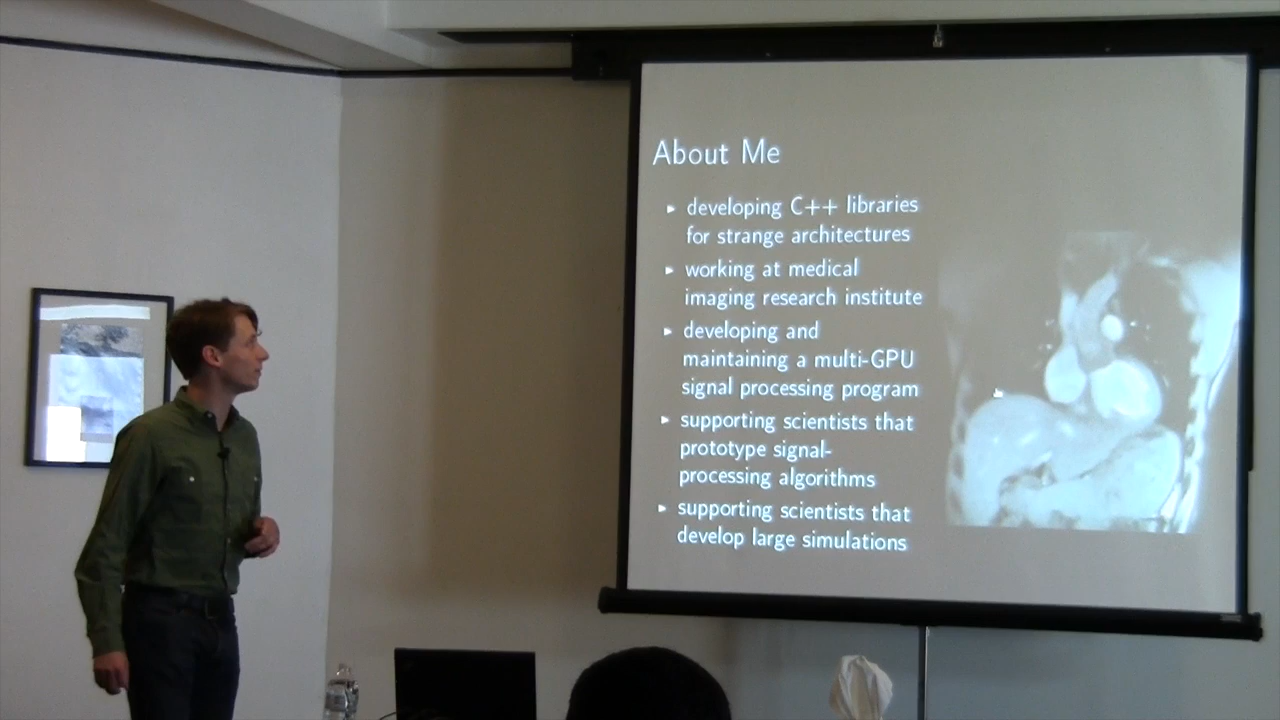 About Me
▸ developing C++ libraries
for strange architectures
▸ working at medical
imaging research institute
▸ developing and
maintaining a multi-GPU
signal processing program
▸ supporting scientists that
prototype signal-
processing algorithms
▸ supporting scientists that
develop large simulations